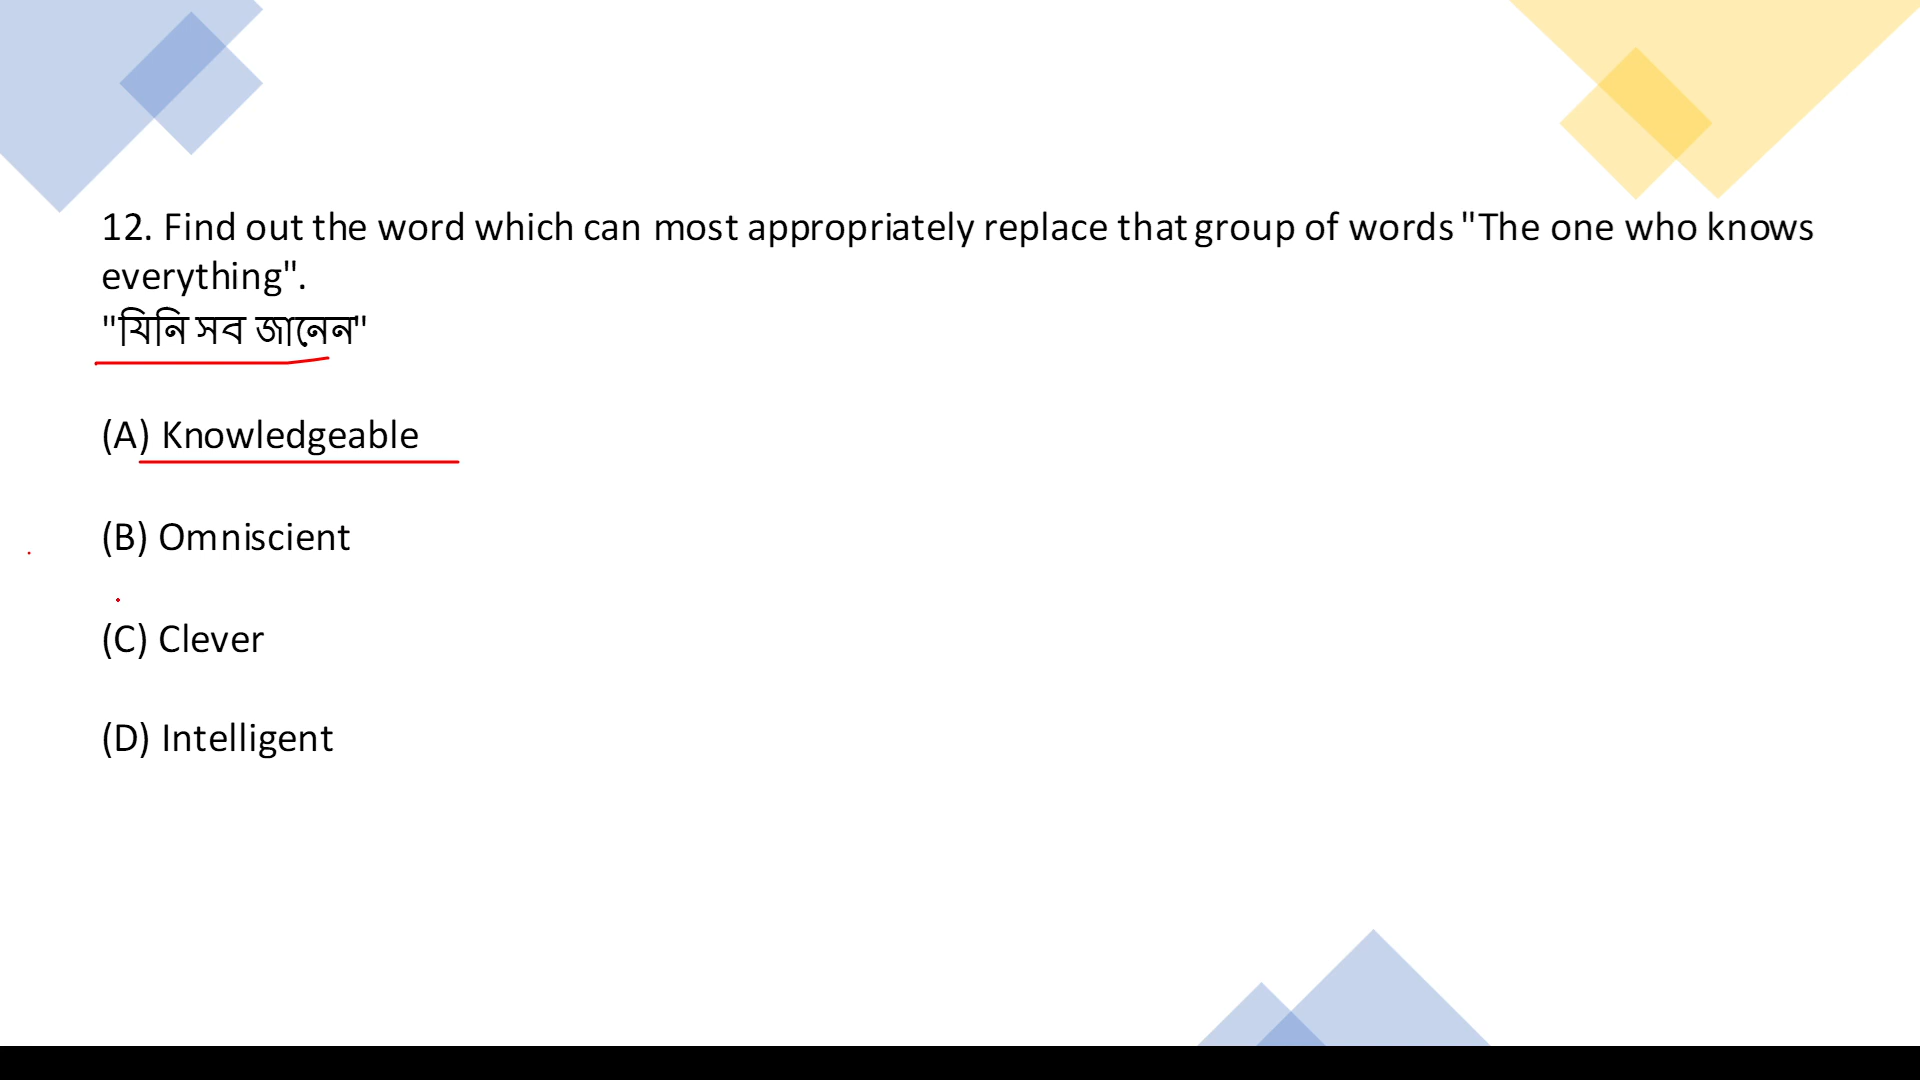 12. Find out the word which can most appropriately replace that group of words "The one who knows
everything".
"যিনি সব জানেন"
(A) Knowledgeable
(B) Omniscient
(C) Clever
(D) Intelligent